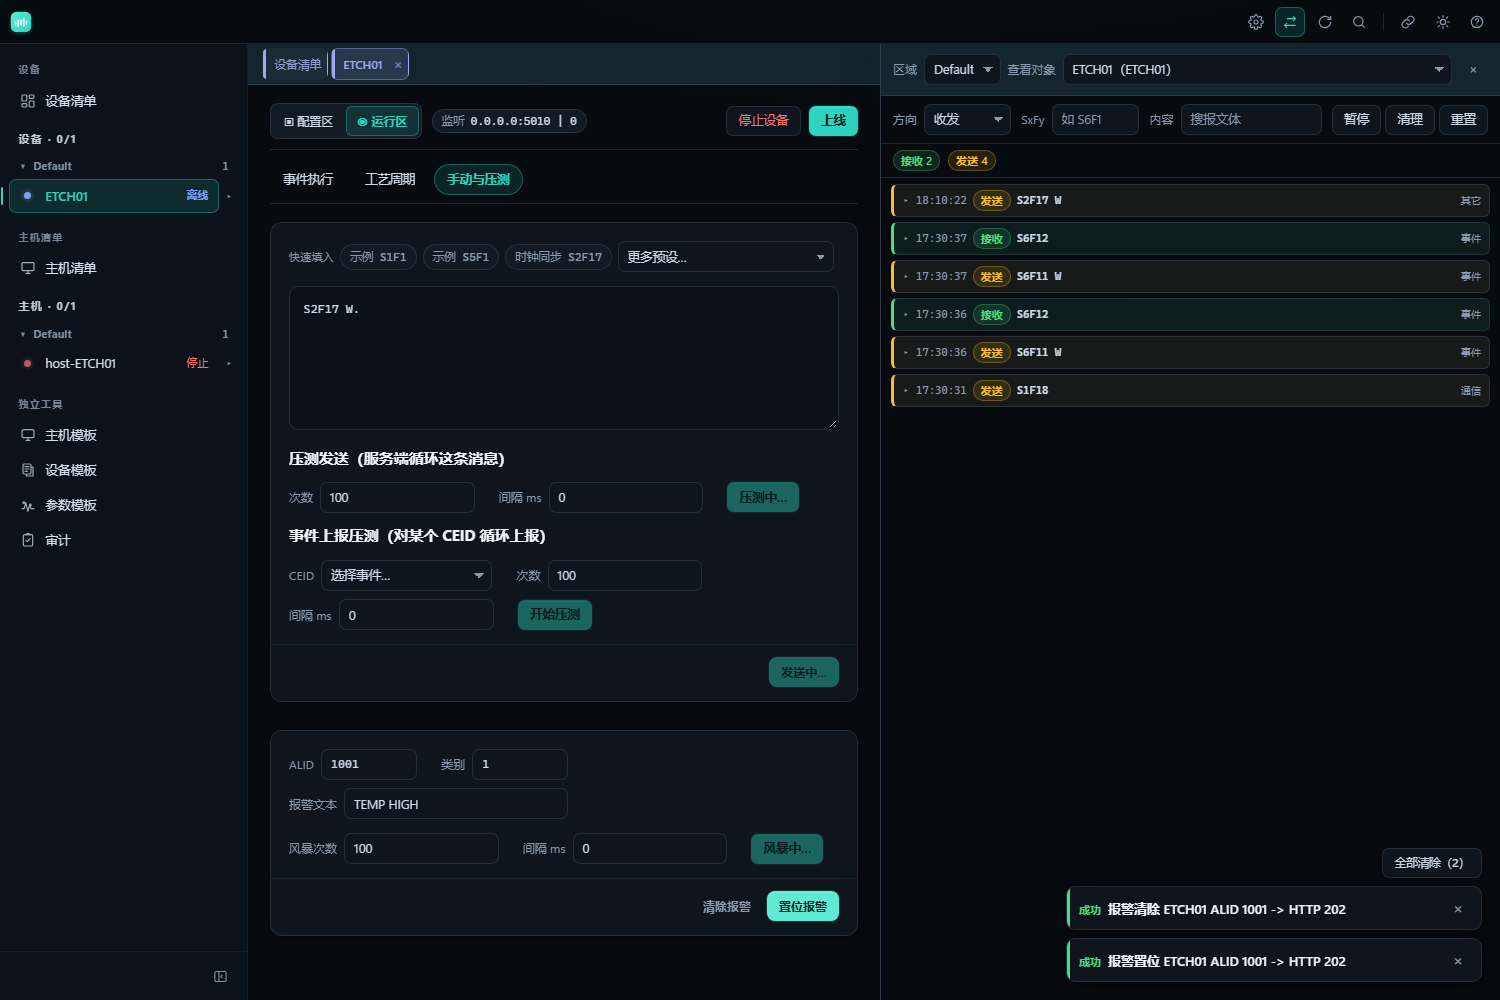 设备
设备清单
设备 · 0/1
Default 1
ETCH01 离线
主机清单
主机清单
主机 · 0/1
Default 1
host-ETCH01 停止
独立工具
主机模板
设备模板
参数模板
审计
设备清单 ETCH01 ×
配置区 运行区 监听 0.0.0.0:5010 | 0 停止设备 上线
事件执行 工艺周期 手动与压测
快速填入 示例 S1F1 示例 S5F1 时钟同步 S2F17 更多预设...
S2F17 W.
压测发送（服务端循环这条消息）
次数 100 间隔 ms 0 压测中...
事件上报压测（对某个 CEID 循环上报）
CEID 选择事件... 次数 100
间隔 ms 0 开始压测
发送中...
ALID 1001 类别 1
报警文本 TEMP HIGH
风暴次数 100 间隔 ms 0 风暴中...
清除报警 置位报警
区域 Default 查看对象 ETCH01（ETCH01） ×
方向 收发 SxFy 如 S6F1 内容 搜报文体 暂停 清理 重置
接收 2 发送 4
18:10:22 发送 S2F17 W 其它
17:30:37 接收 S6F12 事件
17:30:37 发送 S6F11 W 事件
17:30:36 接收 S6F12 事件
17:30:36 发送 S6F11 W 事件
17:30:31 发送 S1F18 通信
全部清除（2）
成功 报警清除 ETCH01 ALID 1001 -> HTTP 202 ×
成功 报警置位 ETCH01 ALID 1001 -> HTTP 202 ×